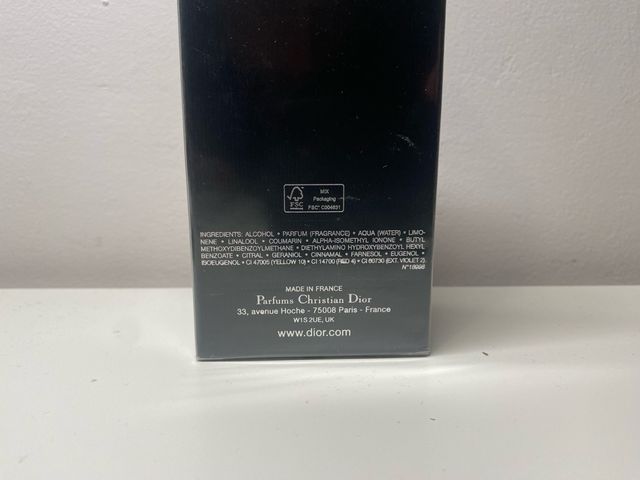 FSC
MIX
Packaging
FSC® C004031
INGREDIENTS: ALCOHOL • PARFUM (FRAGRANCE) • AQUA (WATER) • LIMO-
NENE • LINALOOL • COUMARIN • ALPHA-ISOMETHYL IONONE • BUTYL
METHOXYDIBENZOYLMETHANE • DIETHYLAMINO HYDROXYBENZOYL HEXYL
BENZOATE • CITRAL • GERANIOL • CINNAMAL • FARNESOL • EUGENOL •
ISOEUGENOL • CI 47005 (YELLOW 10) • CI 14700 (RED 4) • CI 60730 (EXT. VIOLET 2).
MADE IN FRANCE
Parfums Christian Dior
33, avenue Hoche - 75008 Paris - France
W1S 2UE, UK
www.dior.com